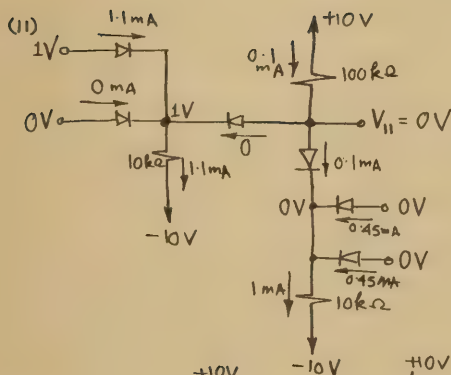 (11)
1.1mA
1V
0 mA
0V
1V
10kΩ
1.1mA
-10V
0
+10V
0.1
mA
100kΩ
V11 = 0V
0.1mA
0V
0V
0.45mA
0V
0.45MA
1mA
10kΩ
-10V
+10V
+10V